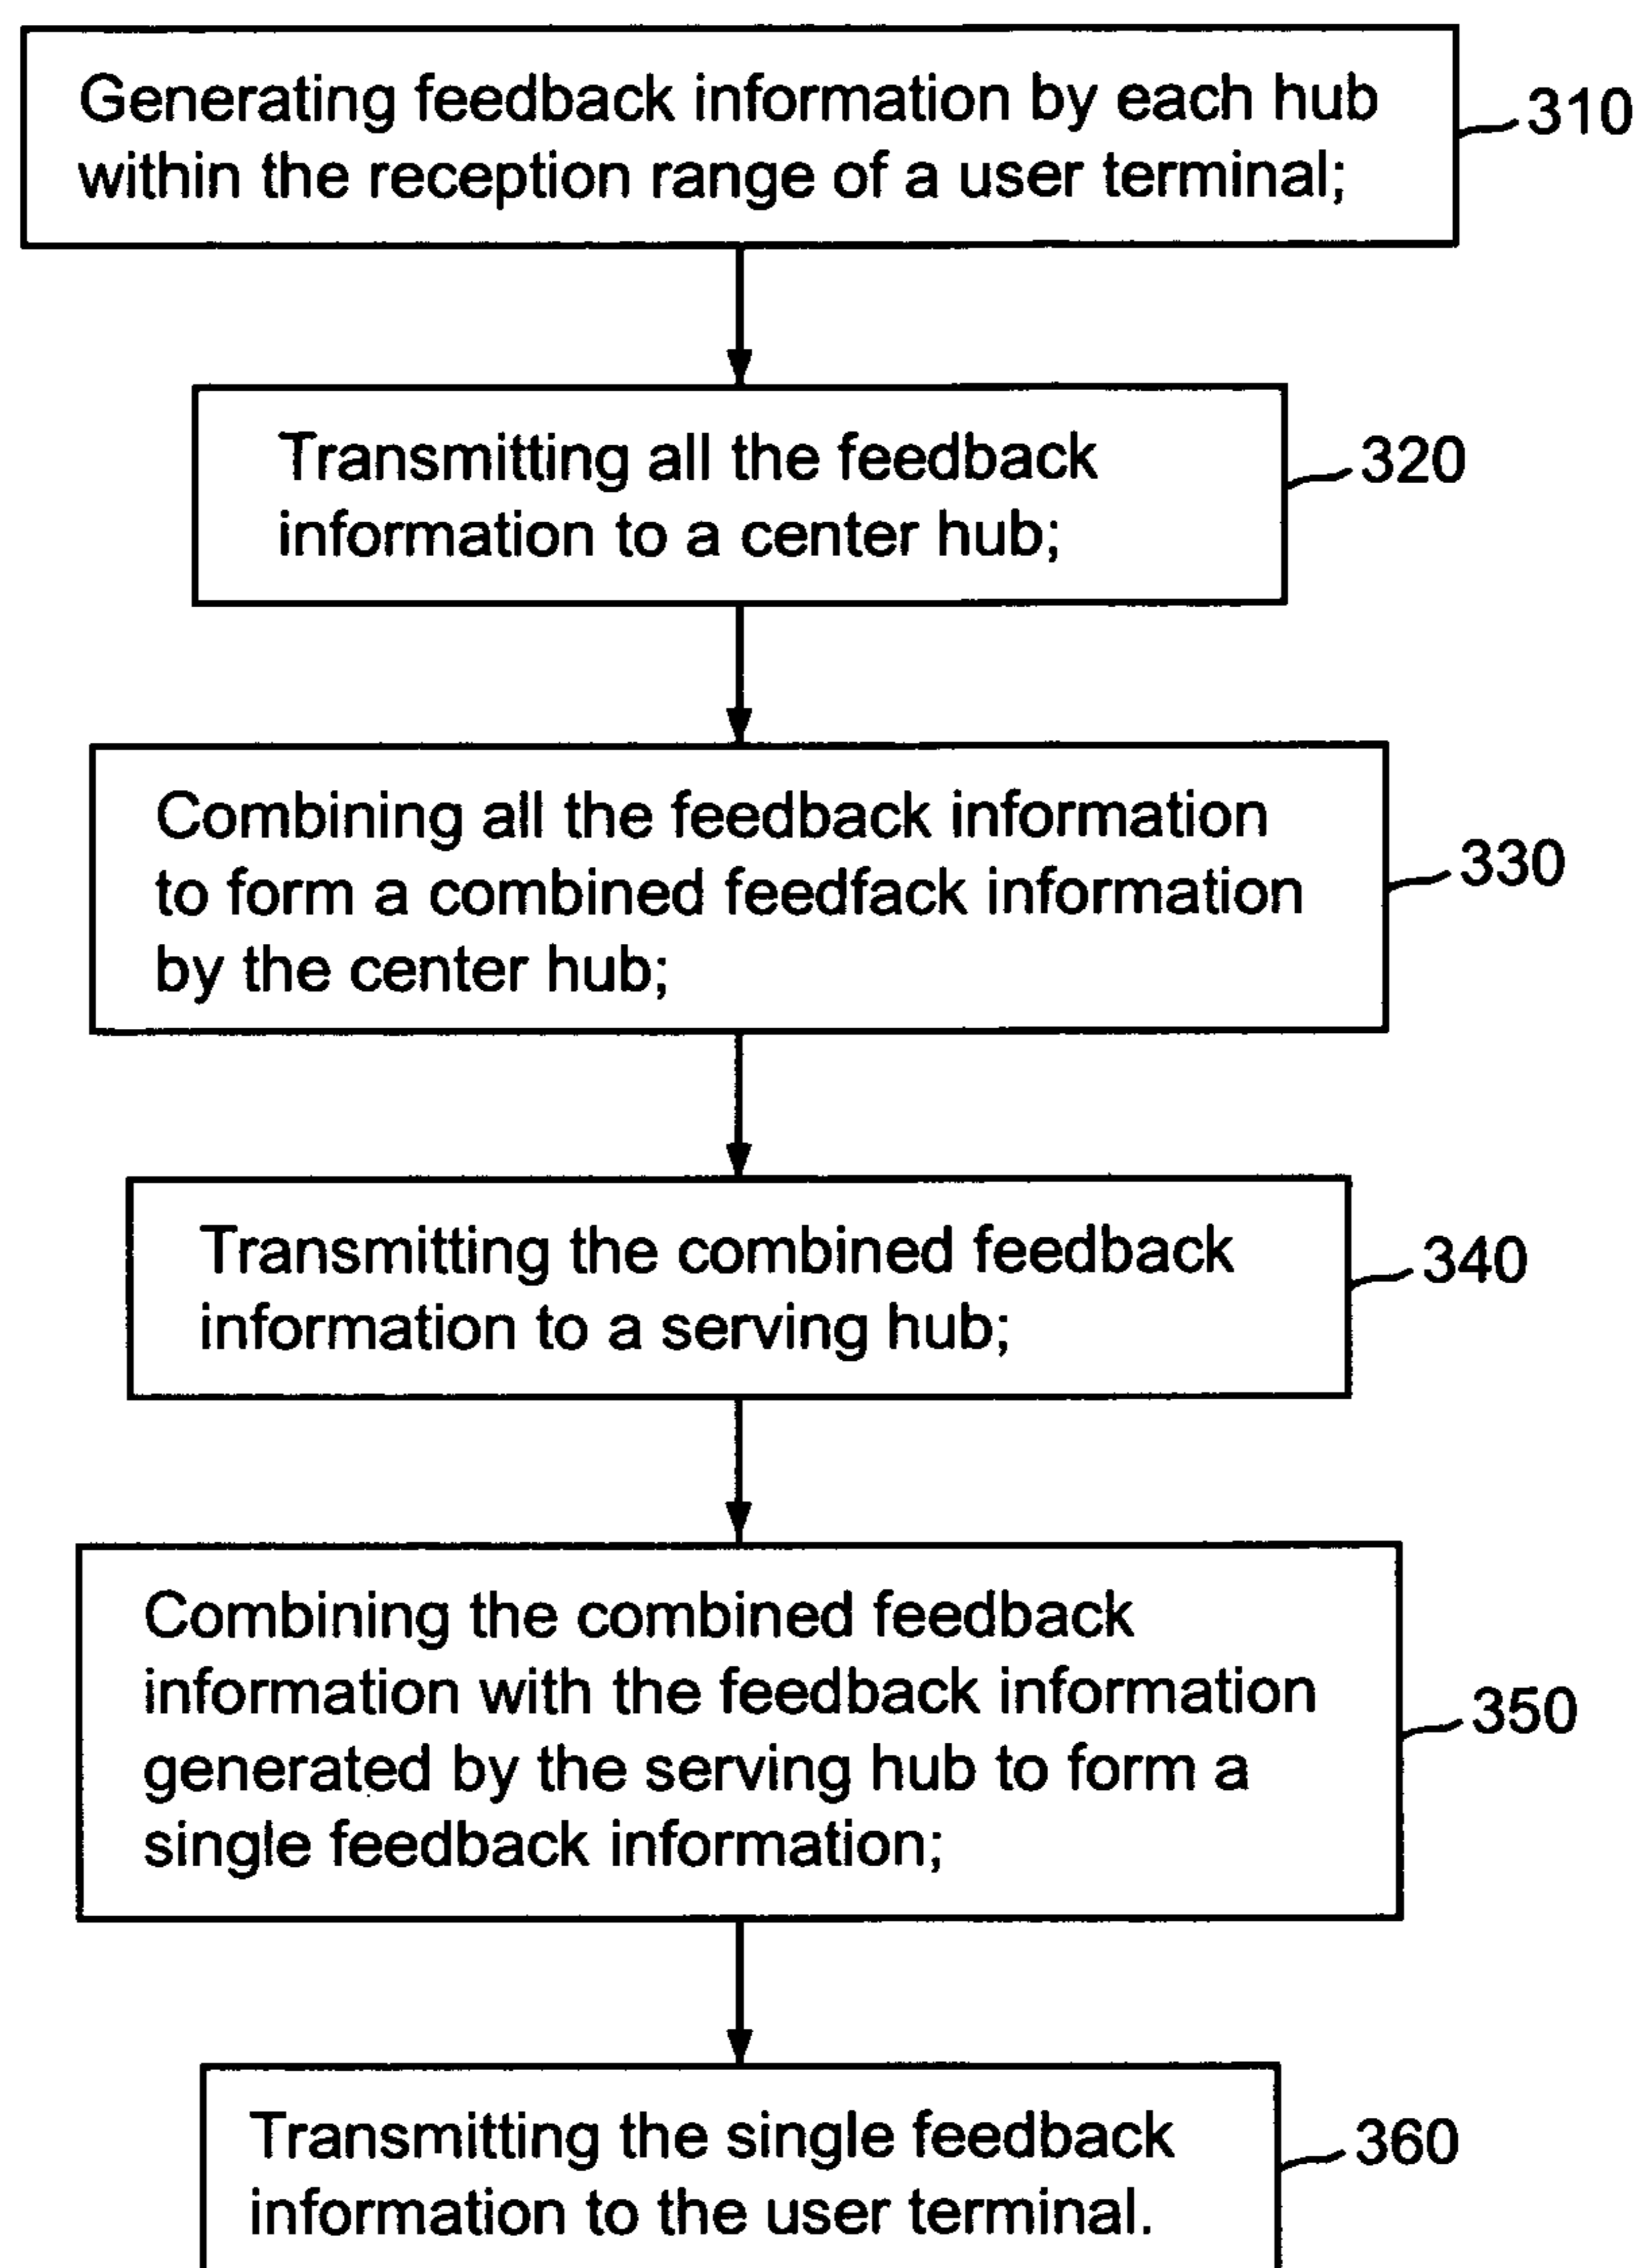 Generating feedback information by each hub
within the reception range of a user terminal;
310
Transmitting all the feedback
information to a center hub;
320
Combining all the feedback information
to form a combined feedfack information
by the center hub;
330
Transmitting the combined feedback
information to a serving hub;
340
Combining the combined feedback
information with the feedback information
generated by the serving hub to form a
single feedback information;
350
Transmitting the single feedback
information to the user terminal.
360